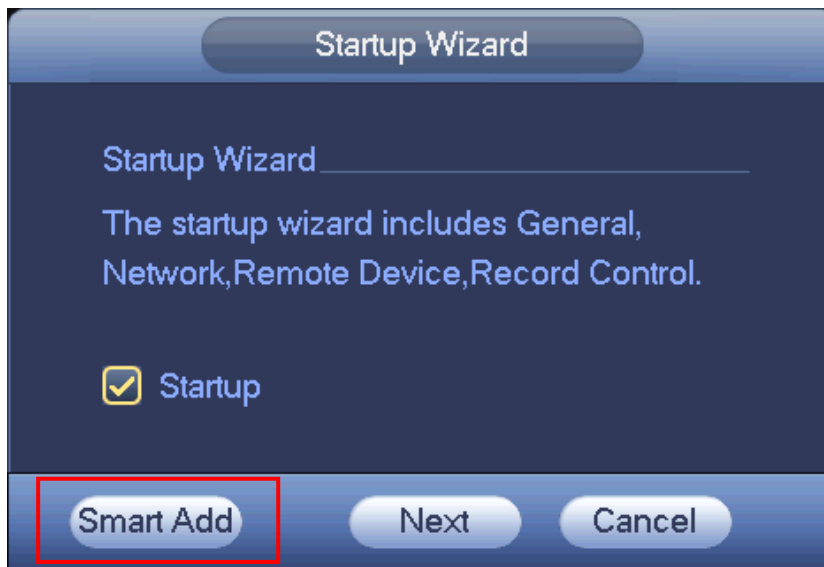 Startup Wizard
Startup Wizard
The startup wizard includes General,
Network,Remote Device,Record Control.
Startup
Smart Add Next Cancel